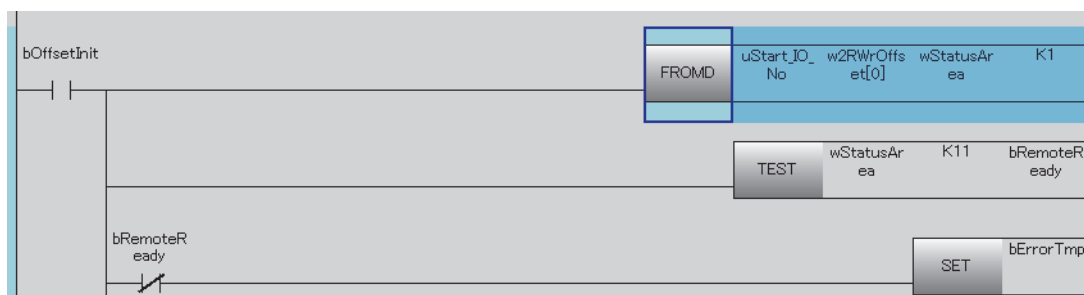 bOffsetInit
FROMD
uStart_IO_
No
w2RWrOffs
et[0]
wStatusAr
ea
K1
TEST
wStatusAr
ea
K11
bRemoteR
eady
bRemoteR
eady
SET
bErrorTmp